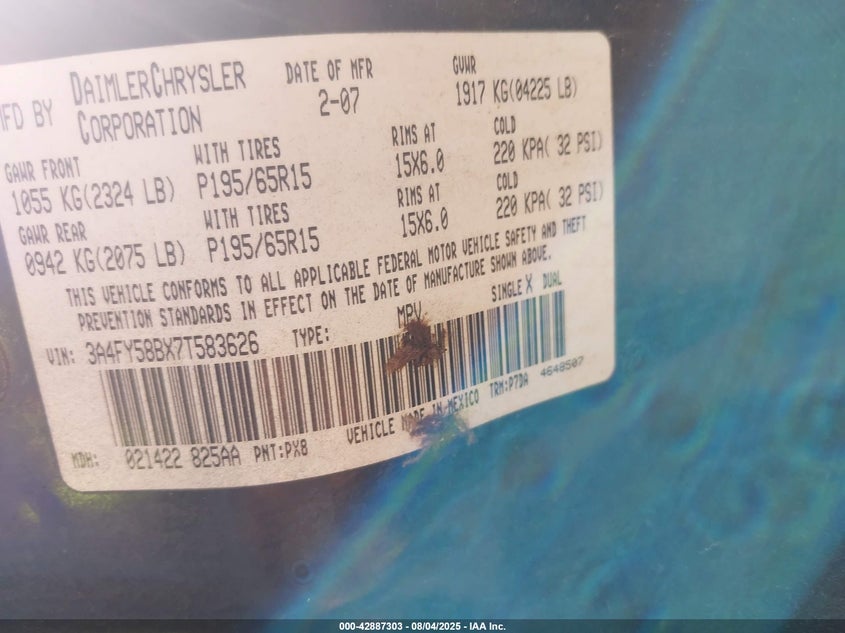 MFD BY DAIMLERCHRYSLER CORPORATION
DATE OF MFR 2-07
GVWR 1917 KG(04225 LB)
GAWR FRONT 1055 KG(2324 LB)
WITH TIRES P195/65R15
RIMS AT 15X6.0
COLD 220 KPA( 32 PSI)
GAWR REAR 0942 KG(2075 LB)
WITH TIRES P195/65R15
RIMS AT 15X6.0
COLD 220 KPA( 32 PSI)
THIS VEHICLE CONFORMS TO ALL APPLICABLE FEDERAL MOTOR VEHICLE SAFETY AND THEFT
PREVENTION STANDARDS IN EFFECT ON THE DATE OF MANUFACTURE SHOWN ABOVE.
VIN: 3A4FY58BX7T583626 TYPE: MPV SINGLE X DUAL
MDH: 021422 825AA PNT:PX8 VEHICLE MADE IN MEXICO TRM:P7DA 4648507
000-42887303 - 08/04/2025 - IAA Inc.